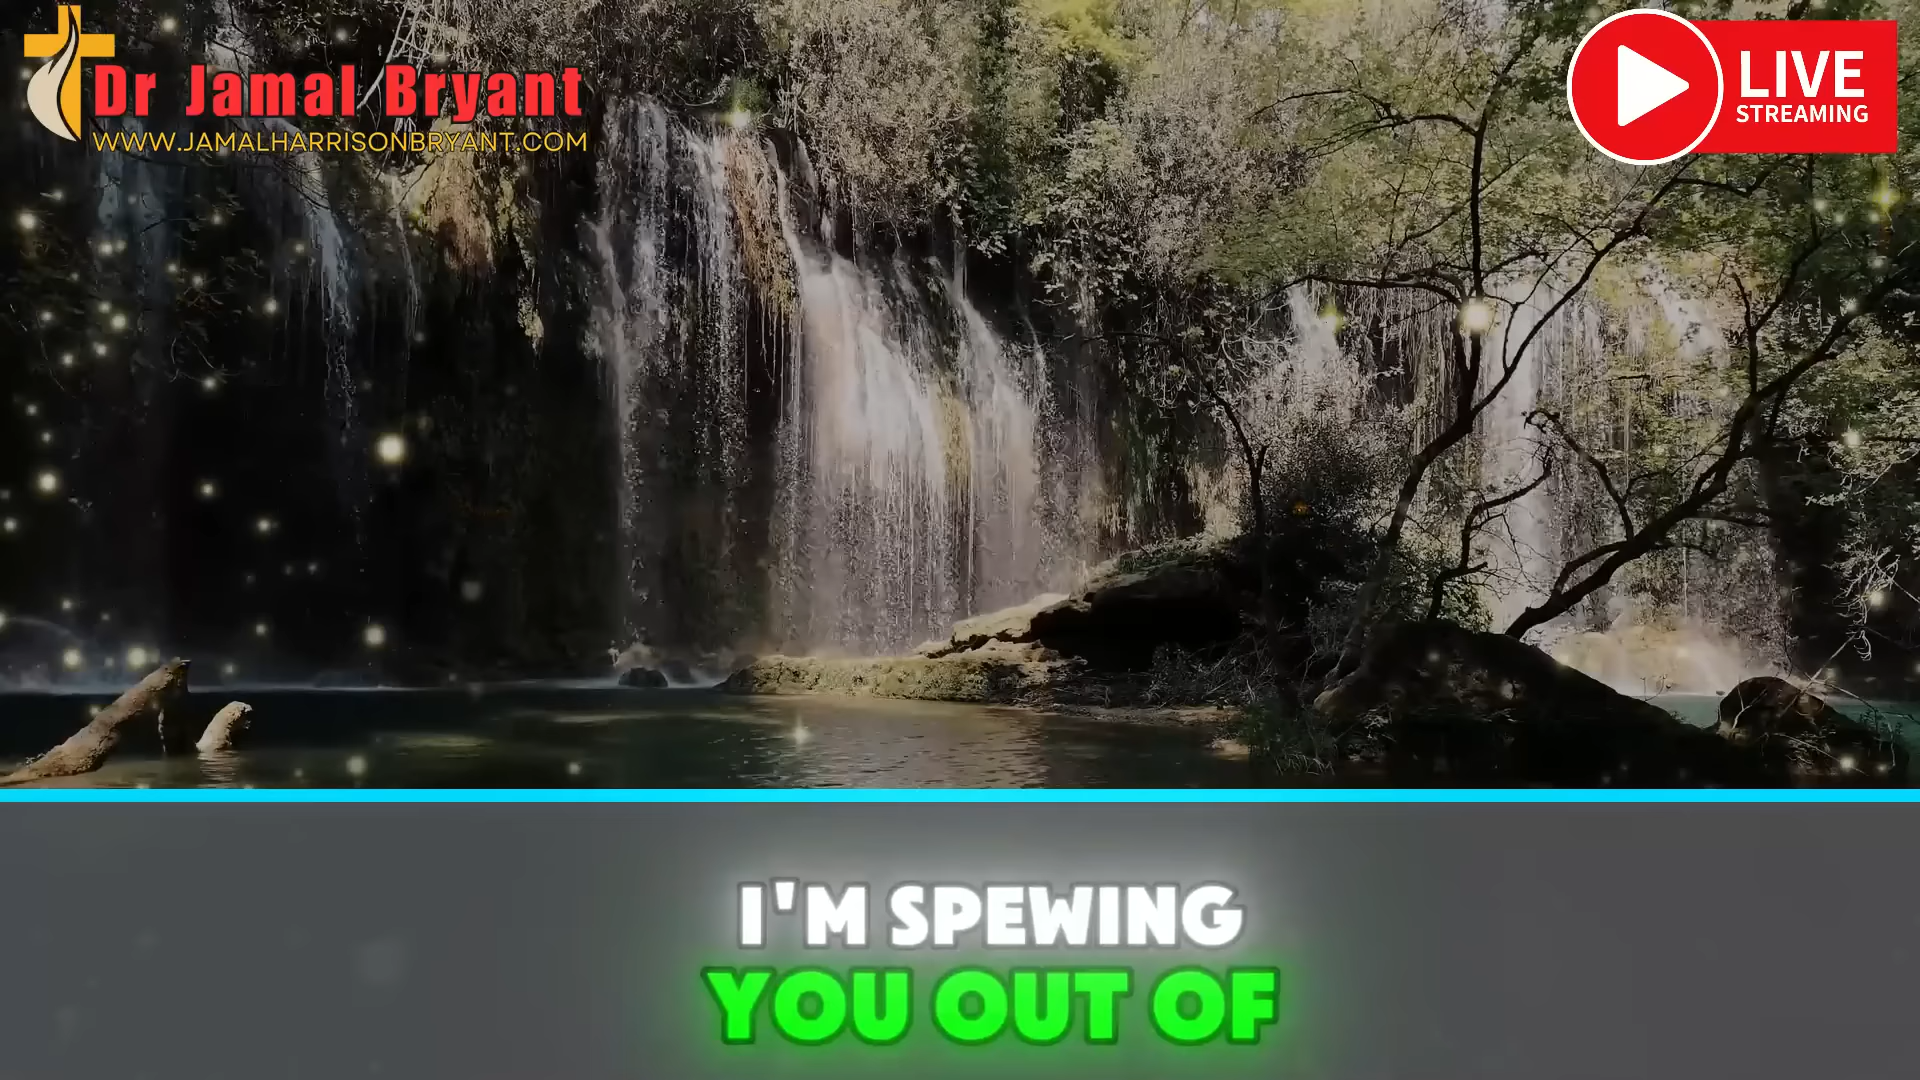 Dr Jamal Bryant
WWW.JAMALHARRISONBRYANT.COM
LIVE
STREAMING
I'M SPEWING
YOU OUT OF